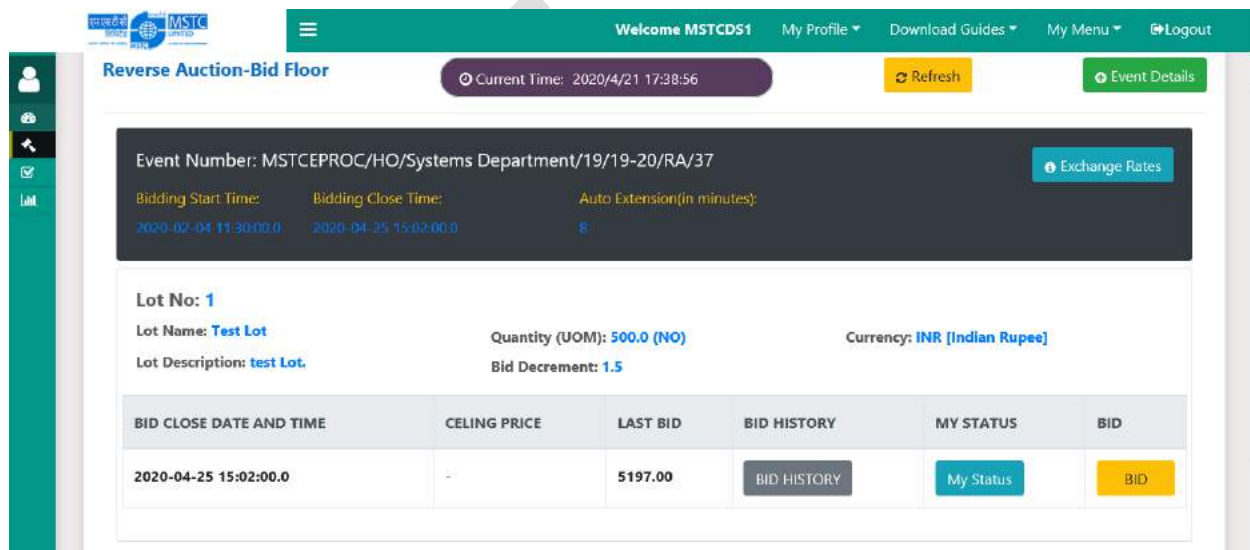 एम एस टी सी
लिमिटेड
MSTC
LIMITED
Welcome MSTCDS1 My Profile Download Guides My Menu Logout
Reverse Auction-Bid Floor
Current Time: 2020/4/21 17:38:56
Refresh
Event Details
Event Number: MSTCEPROC/HO/Systems Department/19/19-20/RA/37
Exchange Rates
Bidding Start Time: Bidding Close Time: Auto Extension(in minutes):
2020-02-04 11:30:00.0 2020-04-25 15:02:00.0 8
Lot No: 1
Lot Name: Test Lot Quantity (UOM): 500.0 (NO) Currency: INR [Indian Rupee]
Lot Description: test Lot. Bid Decrement: 1.5
BID CLOSE DATE AND TIME CELING PRICE LAST BID BID HISTORY MY STATUS BID
2020-04-25 15:02:00.0 - 5197.00 BID HISTORY My Status BID